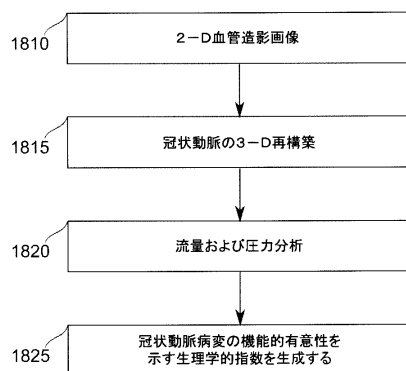 2－D血管造影画像
1810
冠状動脈の3－D再構築
1815
流量および圧力分析
1820
冠状動脈病変の機能的有意性を
示す生理学的指数を生成する
1825